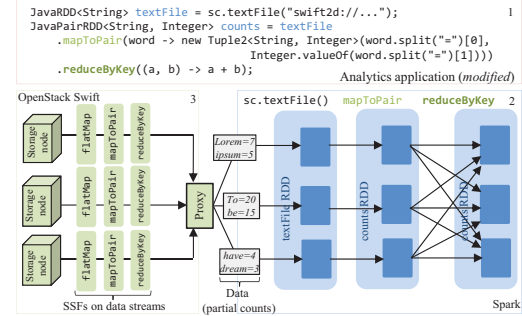 JavaRDD<String> textFile = sc.textFile("swift2d://...");
1
JavaPairRDD<String, Integer> counts = textFile
.mapToPair(word -> new Tuple2<String, Integer>(word.split("=")[0],
Integer.valueOf(word.split("=")[1])))
.reduceByKey((a, b) -> a + b);
Analytics application (modified)
OpenStack Swift
3
Storage node
flatMap
mapToPair
reduceByKey
Storage node
flatMap
mapToPair
reduceByKey
Storage node
flatMap
mapToPair
reduceByKey
SSFs on data streams
Proxy
Lorem=7
ipsum=5
To=20
be=15
have=4
dream=3
Data
(partial counts)
sc.textFile()
mapToPair
reduceByKey
2
textFile RDD
counts RDD
counts RDD
Spark